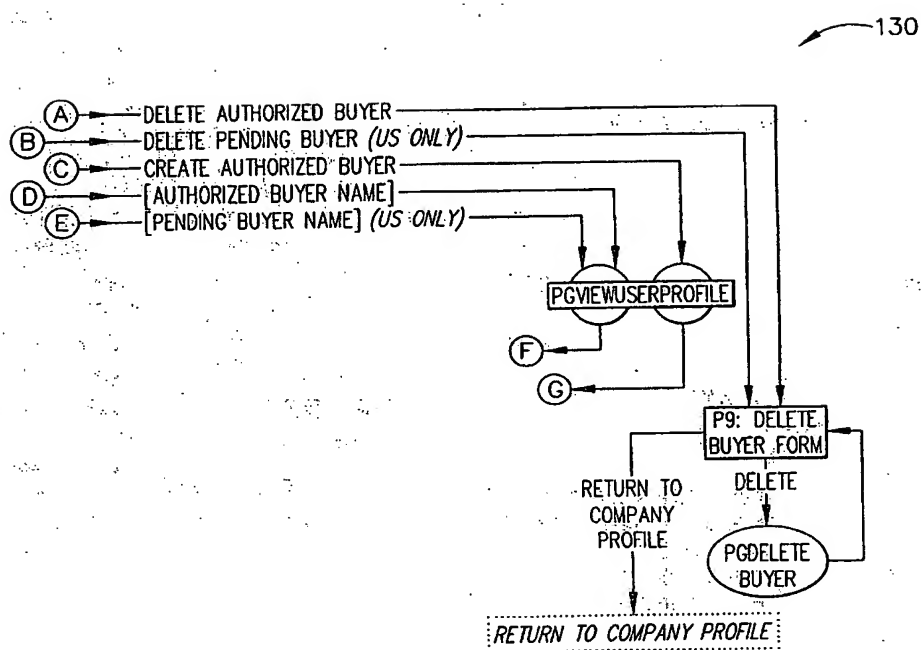 130
A DELETE AUTHORIZED BUYER
B DELETE PENDING BUYER (US ONLY)
C CREATE AUTHORIZED BUYER
D [AUTHORIZED BUYER NAME]
E [PENDING BUYER NAME] (US ONLY)
PGVIEWUSERPROFILE
F
G
P9: DELETE
BUYER FORM
DELETE
RETURN TO
COMPANY
PROFILE
PGDELETE
BUYER
RETURN TO COMPANY PROFILE